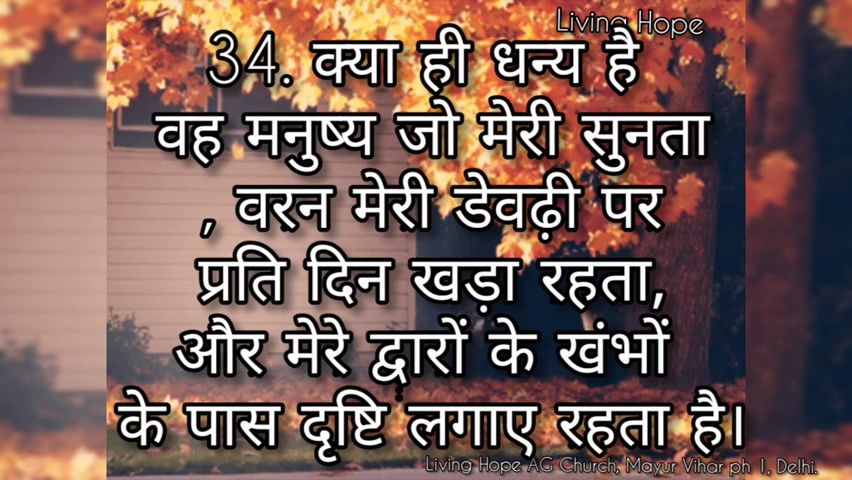 Living Hope
34. क्या ही धन्य है
वह मनुष्य जो मेरी सुनता
, वरन मेरी डेवढ़ी पर
प्रति दिन खड़ा रहता,
और मेरे द्वारों के खंभों
के पास दृष्टि लगाए रहता है।
Living Hope AG Church, Mayur Vihar ph 1, Delhi.